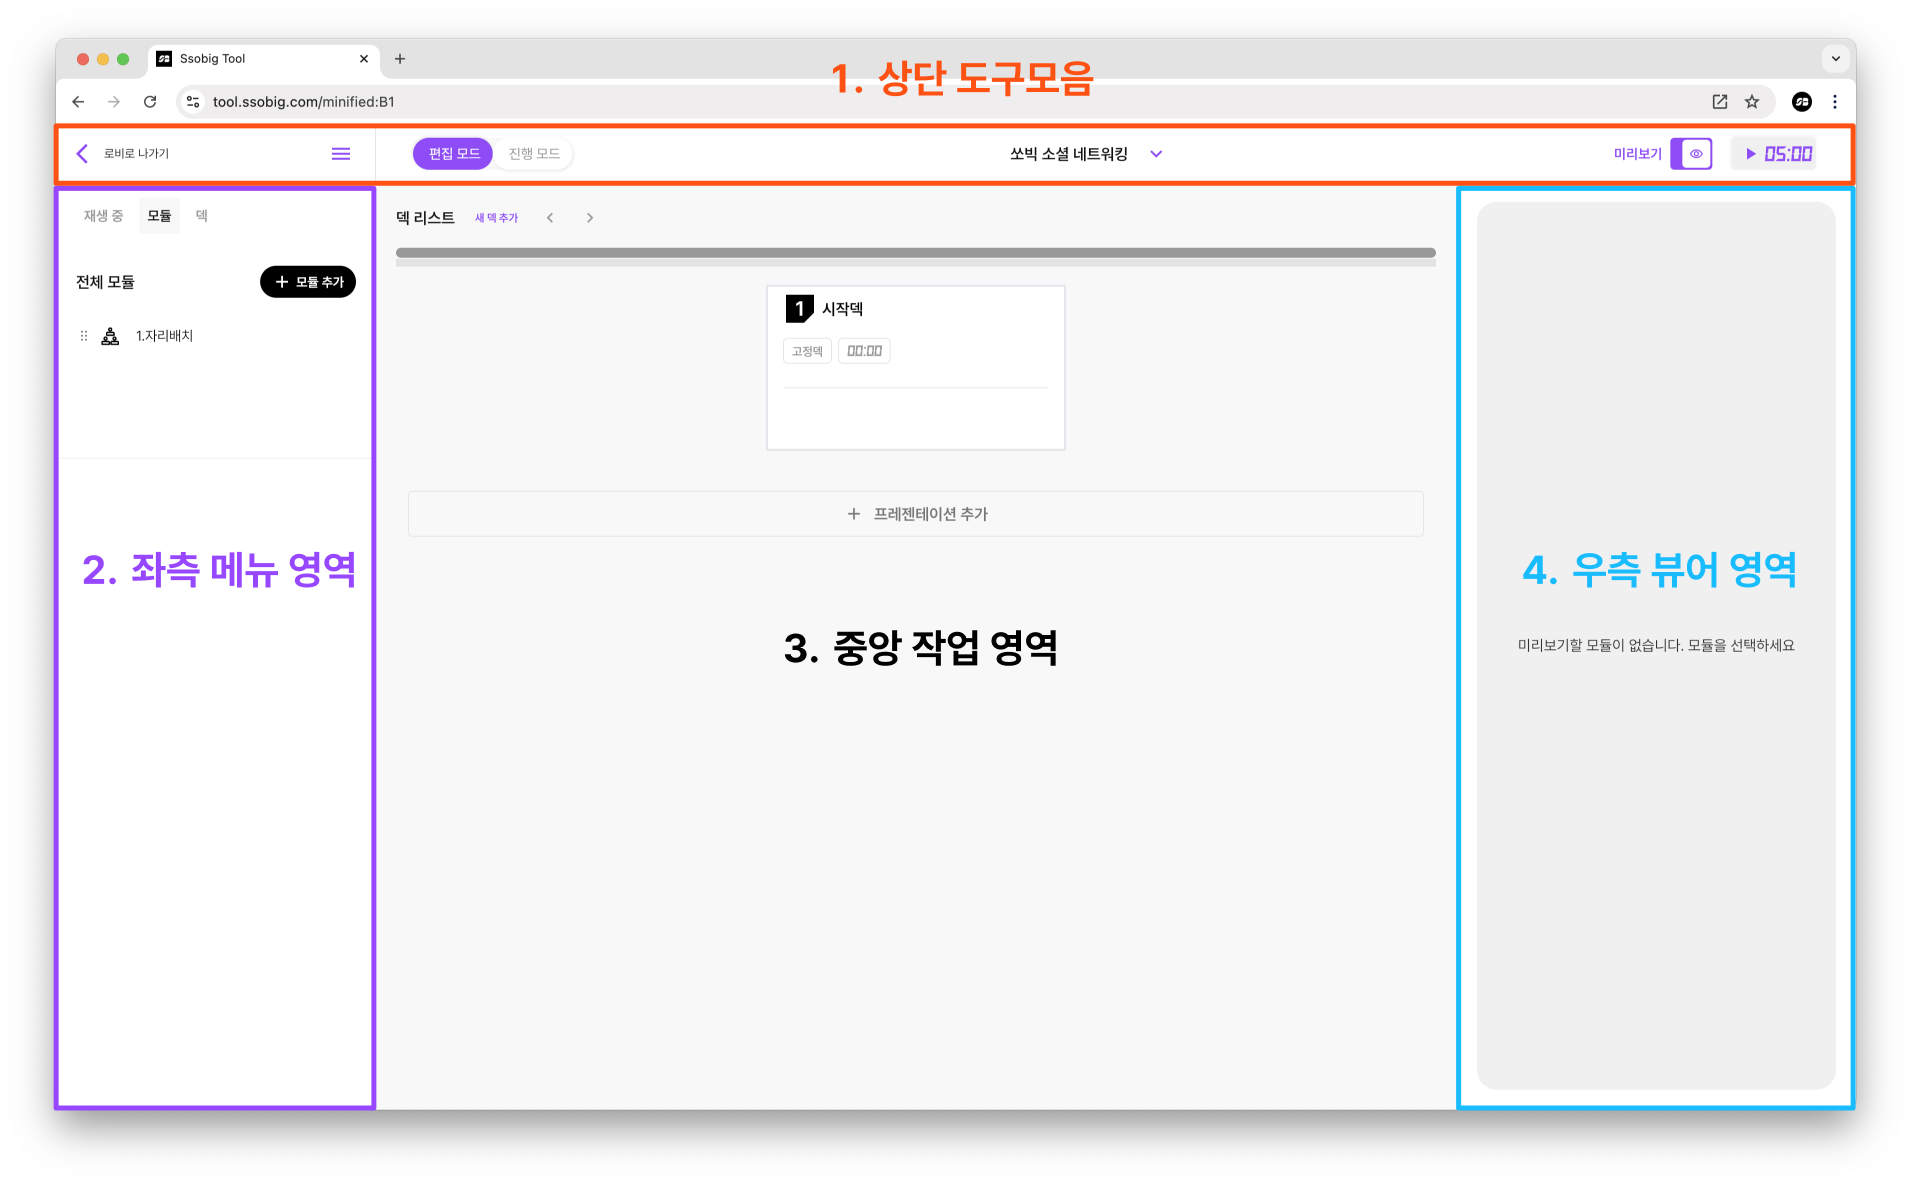 Ssobig Tool
1. 상단 도구모음
tool.ssobig.com/minified:B1
로비로 나가기
편집 모드
진행 모드
쏘빅 소셜 네트워킹
미리보기
05:00
재생 중
모듈
덱
전체 모듈
모듈 추가
1.자리배치
2. 좌측 메뉴 영역
덱 리스트
새 덱 추가
1 시작덱
고정덱
00:00
프레젠테이션 추가
3. 중앙 작업 영역
4. 우측 뷰어 영역
미리보기할 모듈이 없습니다. 모듈을 선택하세요